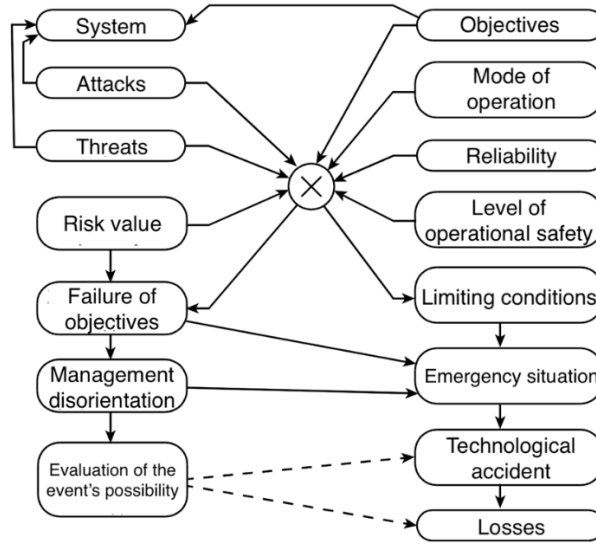 System
Objectives
Attacks
Mode of
operation
Threats
Reliability
Risk value
Level of
operational safety
Failure of
objectives
Limiting conditions
Management
disorientation
Emergency situation
Evaluation of the
event's possibility
Technological
accident
Losses